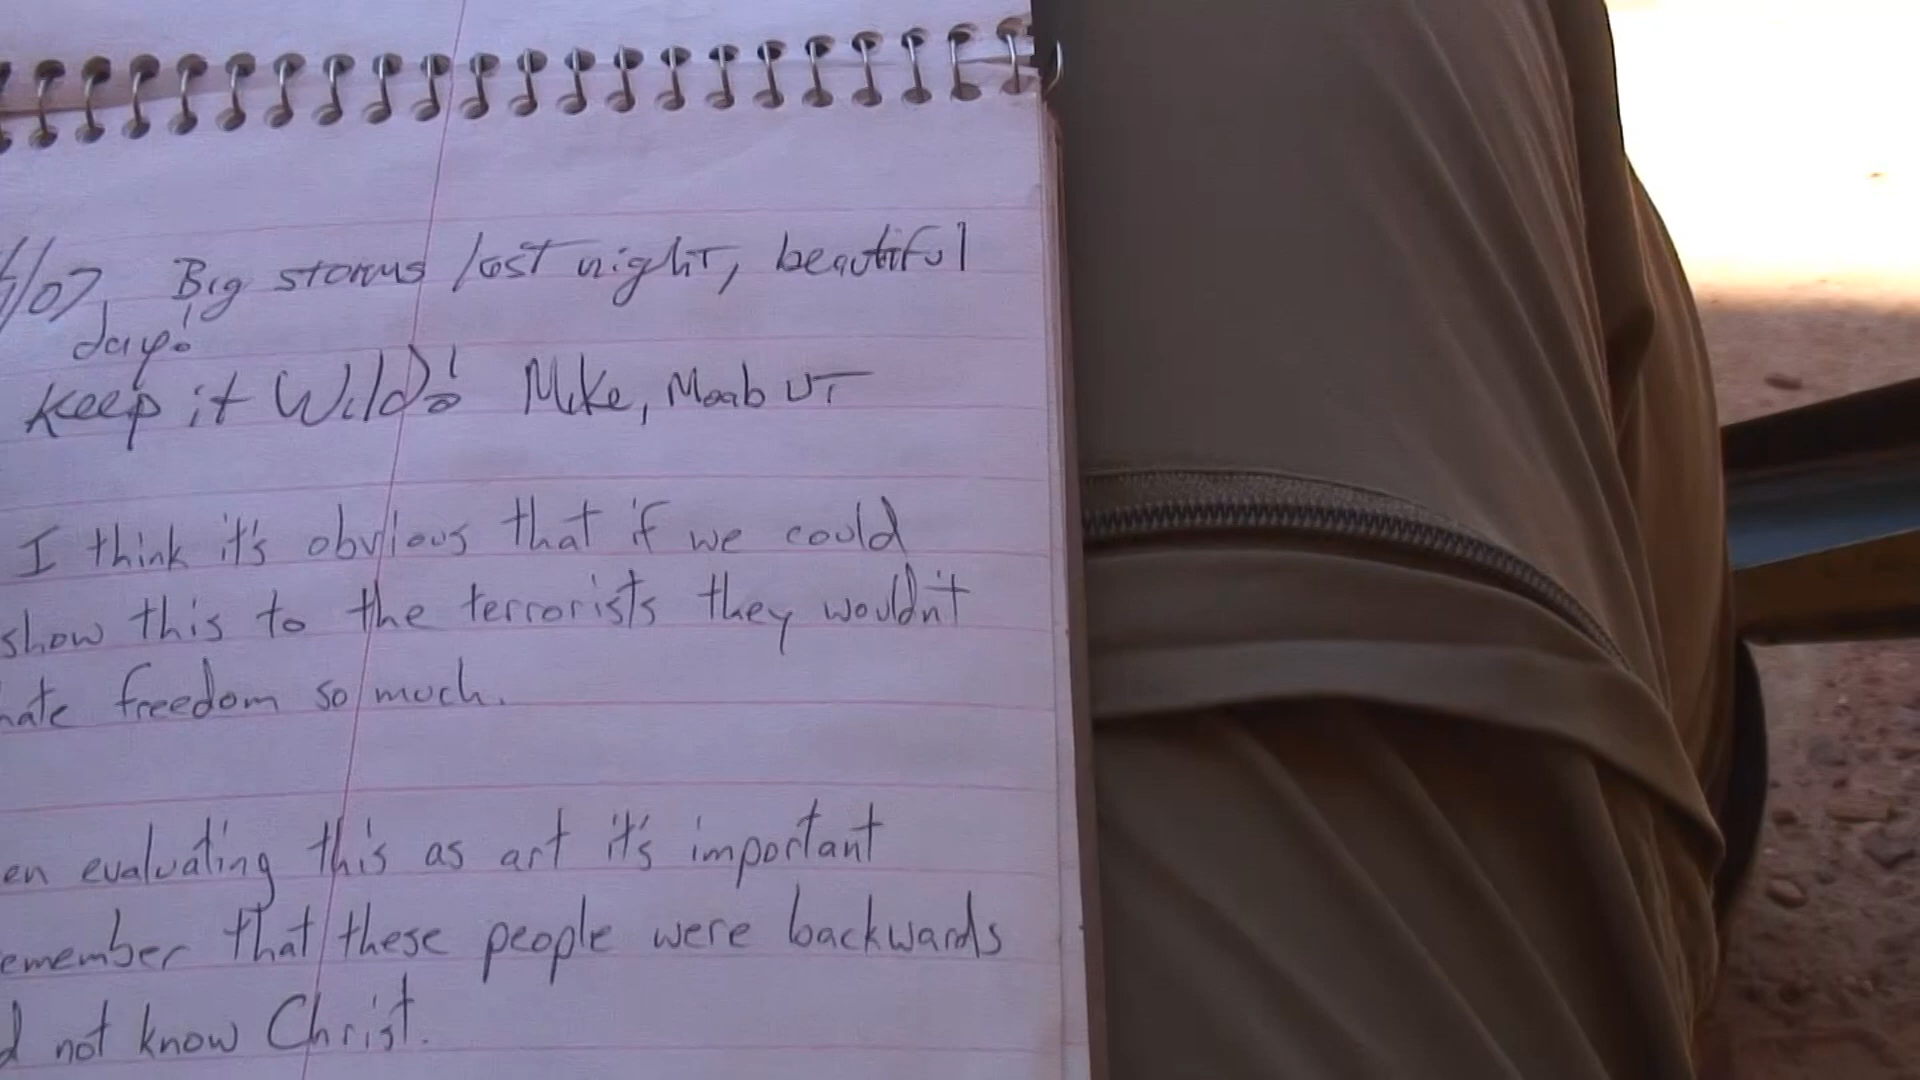 /07 Big storms last night, beautiful
day!
Keep it Wild! Mike, Moab UT
I think it's obvious that if we could
show this to the terrorists they wouldn't
hate freedom so much.
en evaluating this as art it's important
emember that these people were backwards
d not know Christ.